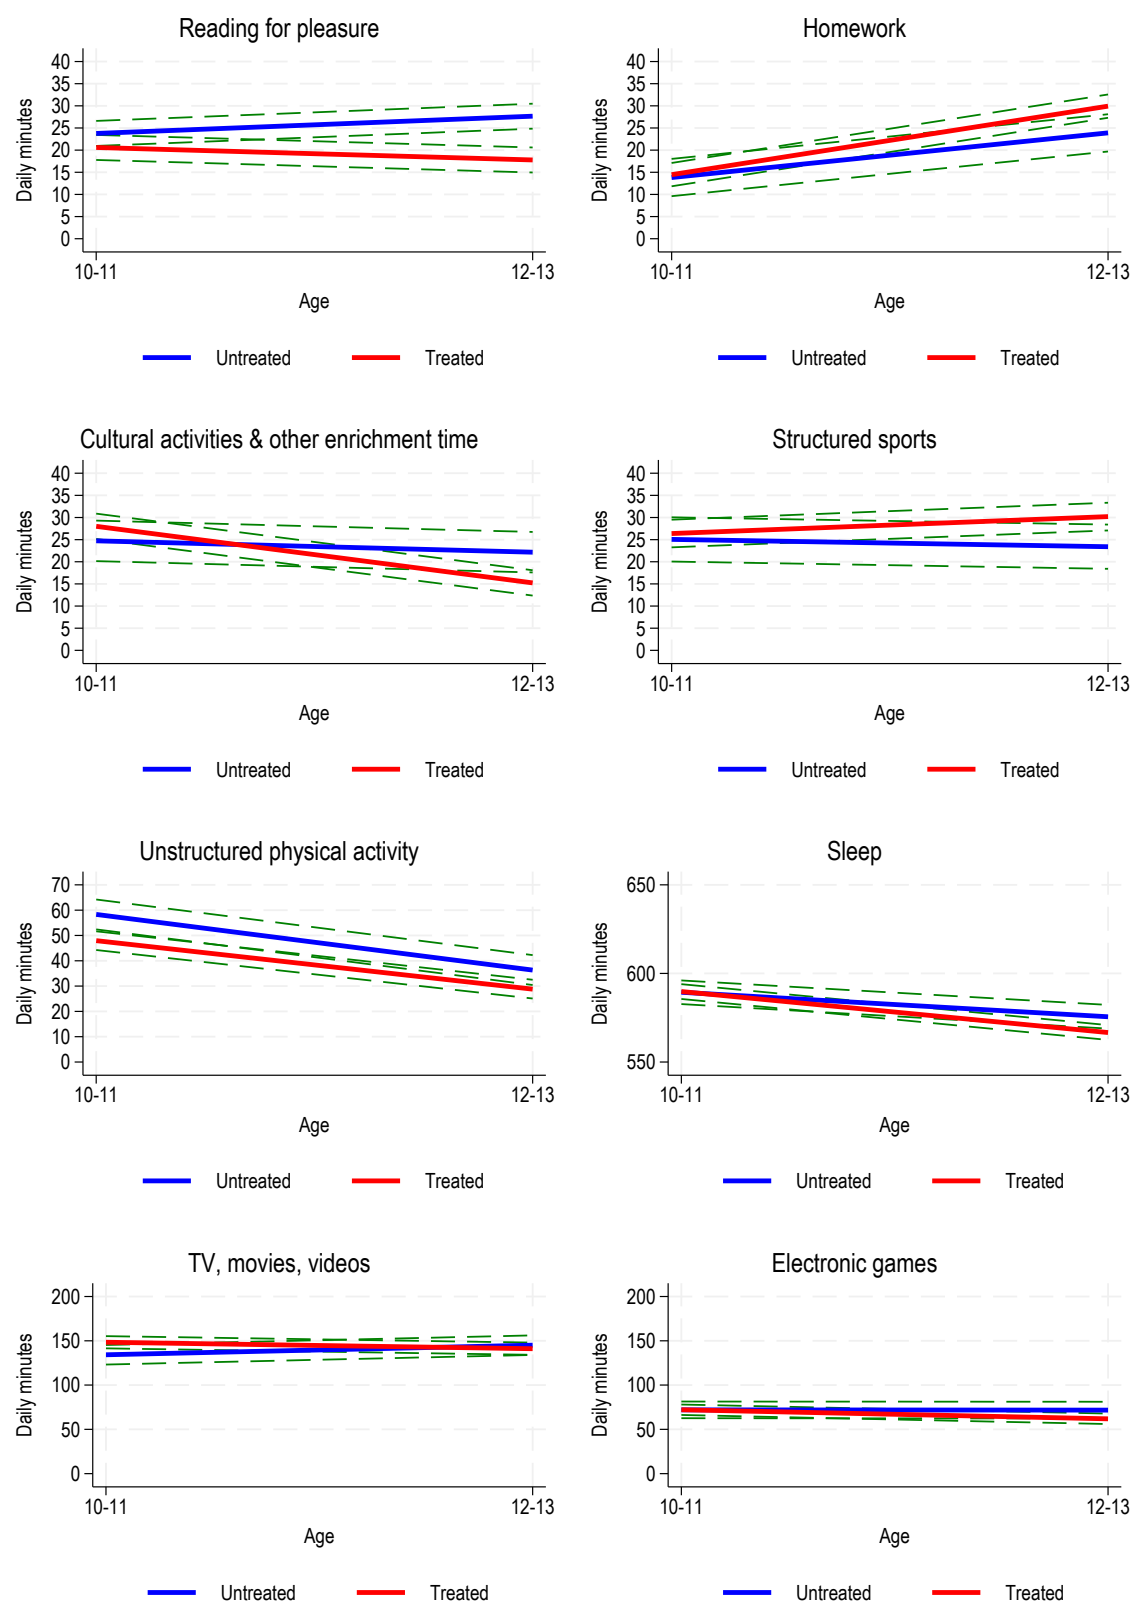 Reading for pleasure
40
35
30
25
20
15
10
5
0
Daily minutes
10-11
12-13
Age
Untreated
Treated
Homework
40
35
30
25
20
15
10
5
0
Daily minutes
10-11
12-13
Age
Untreated
Treated
Cultural activities & other enrichment time
40
35
30
25
20
15
10
5
0
Daily minutes
10-11
12-13
Age
Untreated
Treated
Structured sports
40
35
30
25
20
15
10
5
0
Daily minutes
10-11
12-13
Age
Untreated
Treated
Unstructured physical activity
70
60
50
40
30
20
10
0
Daily minutes
10-11
12-13
Age
Untreated
Treated
Sleep
650
600
550
Daily minutes
10-11
12-13
Age
Untreated
Treated
TV, movies, videos
200
150
100
50
0
Daily minutes
10-11
12-13
Age
Untreated
Treated
Electronic games
200
150
100
50
0
Daily minutes
10-11
12-13
Age
Untreated
Treated